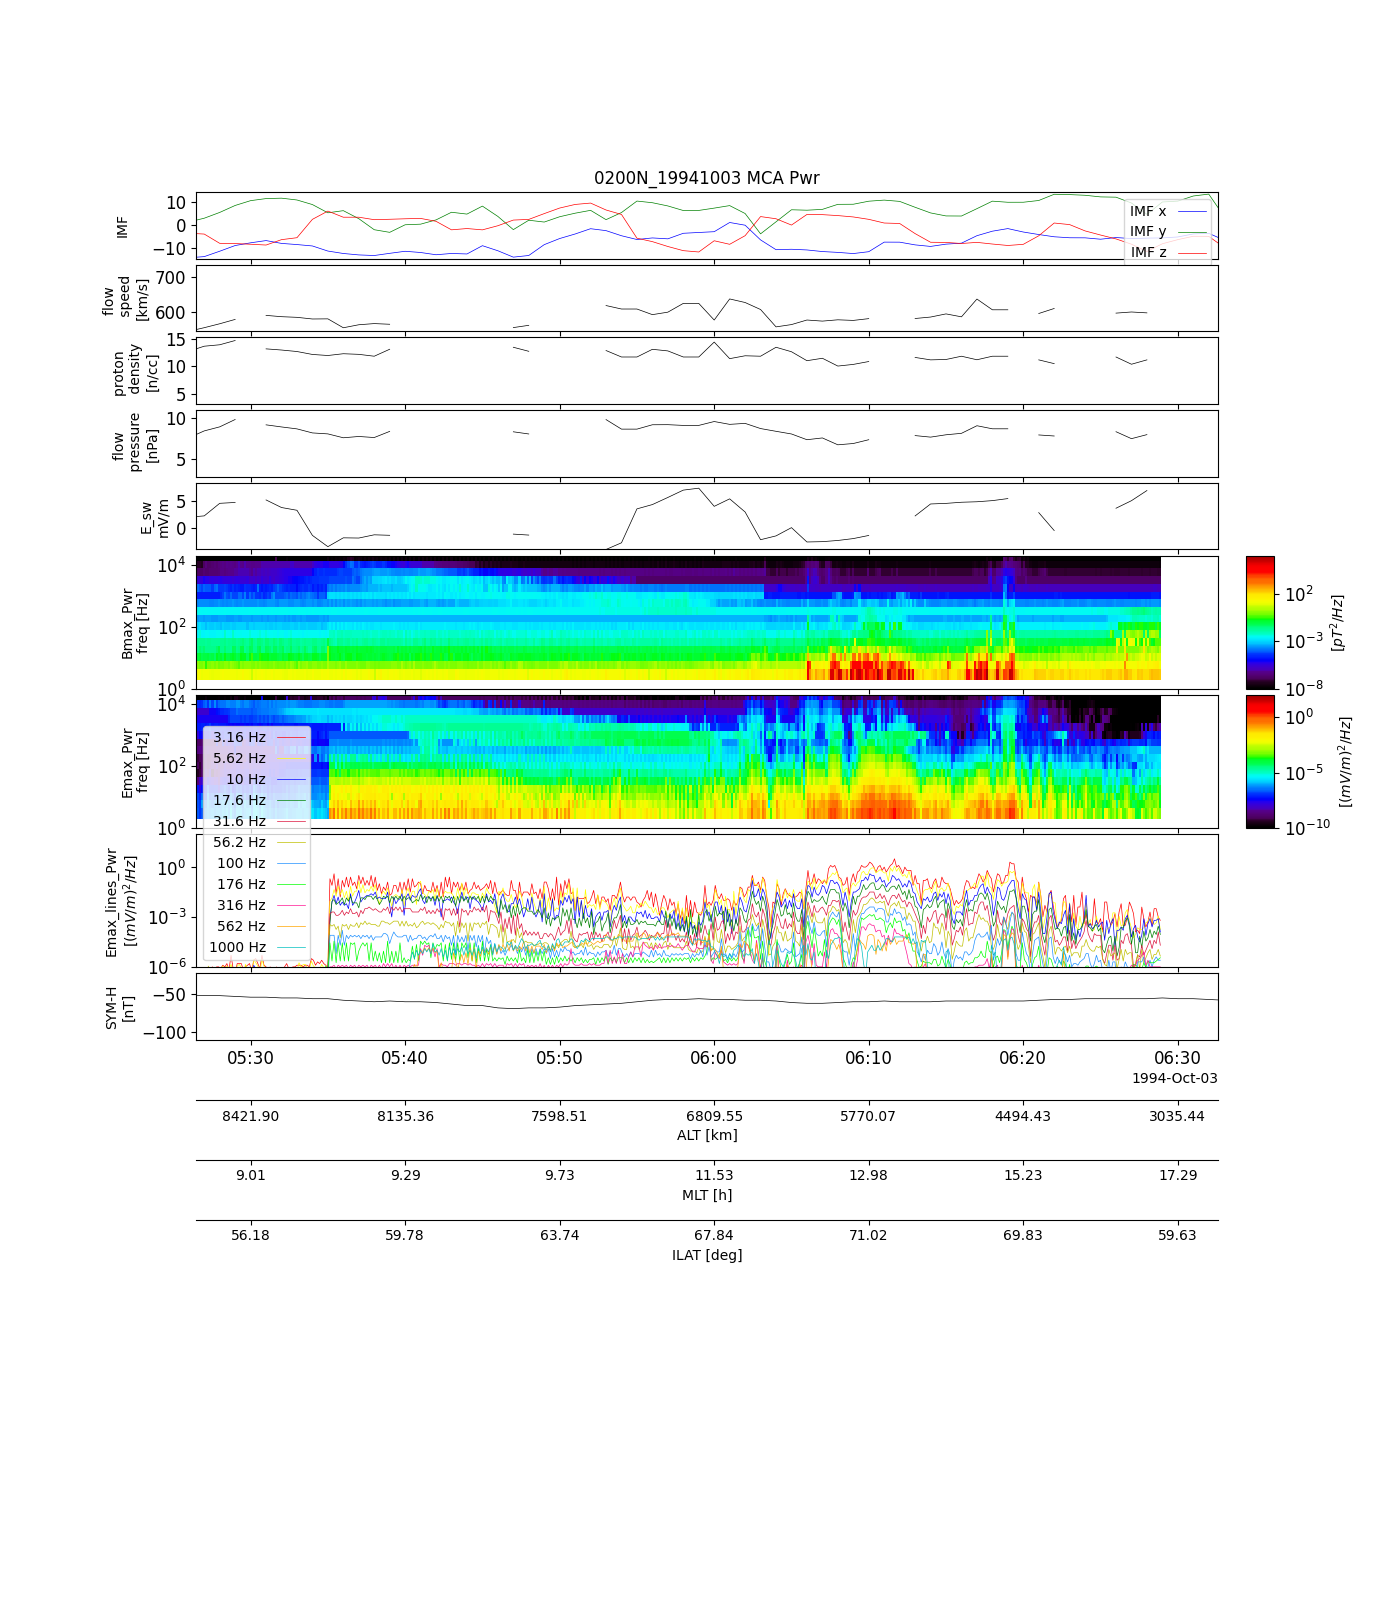 0200N_19941003 MCA Pwr
IMF
10
0
−10
IMF x
IMF y
IMF z
flow
speed
[km/s]
700
600
proton
density
[n/cc]
15
10
5
flow
pressure
[nPa]
10
5
E_sw
mV/m
5
0
Bmax_Pwr
freq [Hz]
10^4
10^2
10^0
10^2
10^−3
10^−8
[pT^2/Hz]
Emax_Pwr
freq [Hz]
10^4
10^2
10^0
10^0
10^−5
10^−10
[(mV/m)^2/Hz]
3.16 Hz
5.62 Hz
10 Hz
17.6 Hz
31.6 Hz
56.2 Hz
100 Hz
176 Hz
316 Hz
562 Hz
1000 Hz
Emax_lines_Pwr
[(mV/m)^2/Hz]
10^0
10^−3
10^−6
SYM-H
[nT]
−50
−100
05:30 05:40 05:50 06:00 06:10 06:20 06:30
1994-Oct-03
8421.90 8135.36 7598.51 6809.55 5770.07 4494.43 3035.44
ALT [km]
9.01 9.29 9.73 11.53 12.98 15.23 17.29
MLT [h]
56.18 59.78 63.74 67.84 71.02 69.83 59.63
ILAT [deg]